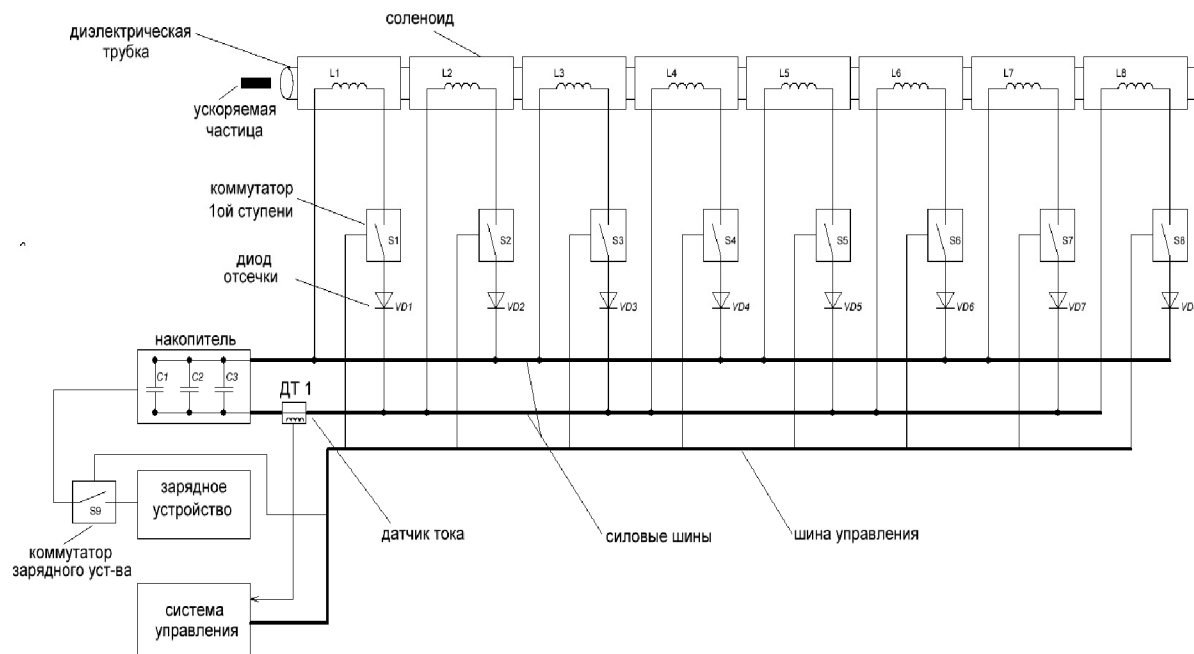 соленоид
диэлектрическая
трубка
L1
L2
L3
L4
L5
L6
L7
L8
ускоряемая
частица
коммутатор
1ой ступени
S1
S2
S3
S4
S5
S6
S7
S8
диод
отсечки
VD1
VD2
VD3
VD4
VD5
VD6
VD7
VD
накопитель
C1
C2
C3
ДТ 1
зарядное
устройство
S9
датчик тока
силовые шины
шина управления
коммутатор
зарядного уст-ва
система
управления